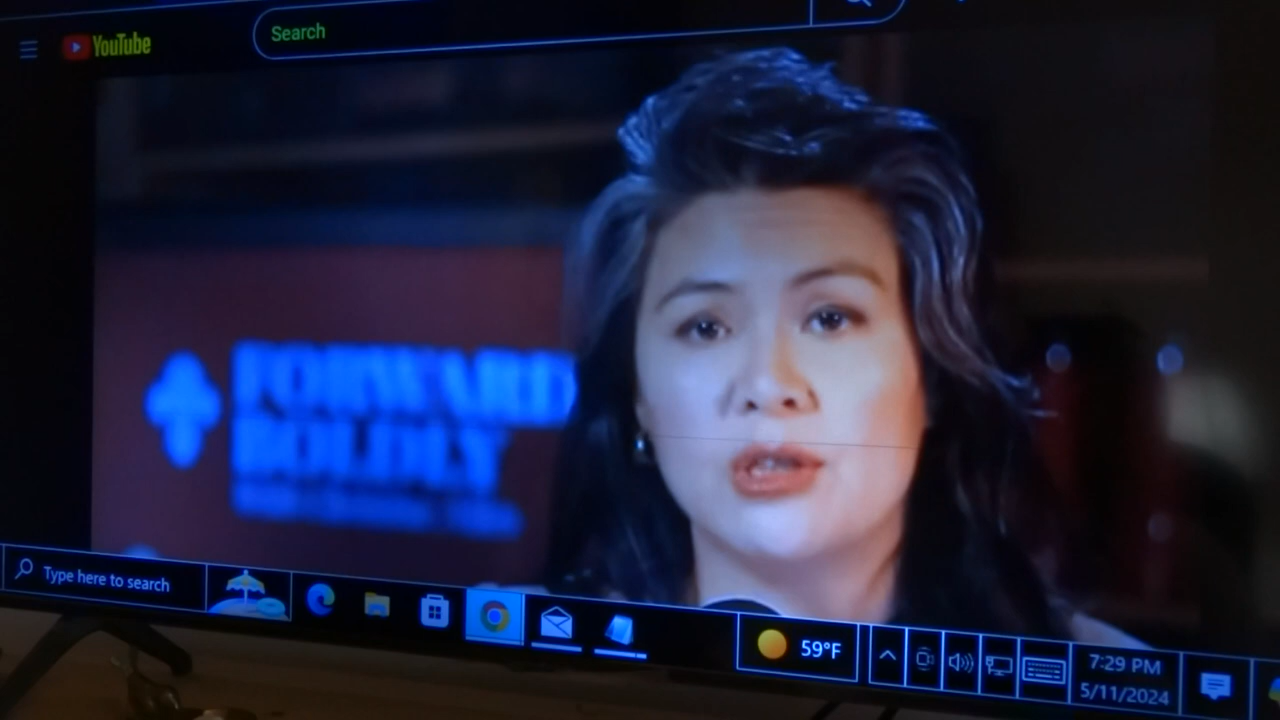 YouTube
Search
FORWARD
BOLDLY
Type here to search
59°F
7:29 PM
5/11/2024